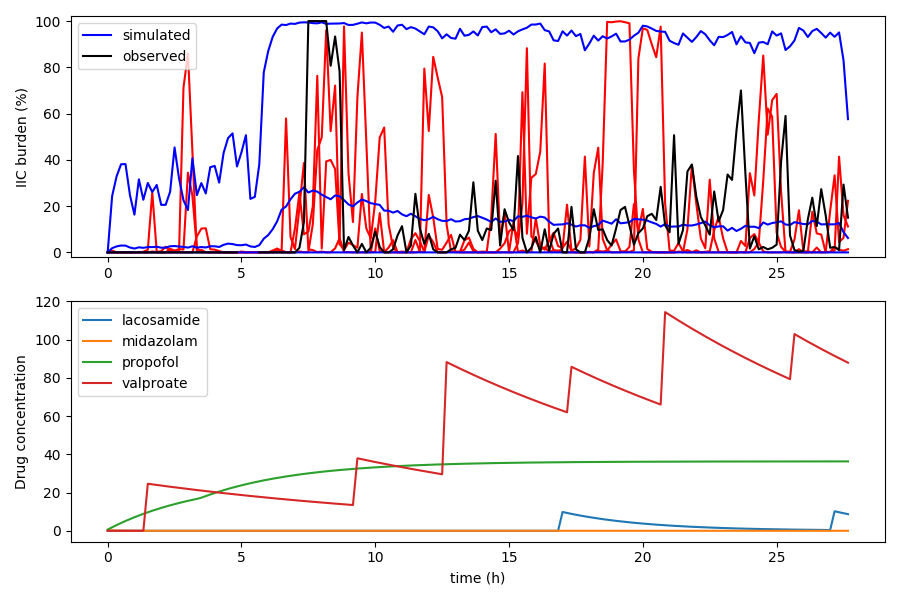 100
80
60
40
20
0
IIC burden (%)
simulated
observed
0
5
10
15
20
25
120
100
80
60
40
20
0
Drug concentration
lacosamide
midazolam
propofol
valproate
0
5
10
15
20
25
time (h)